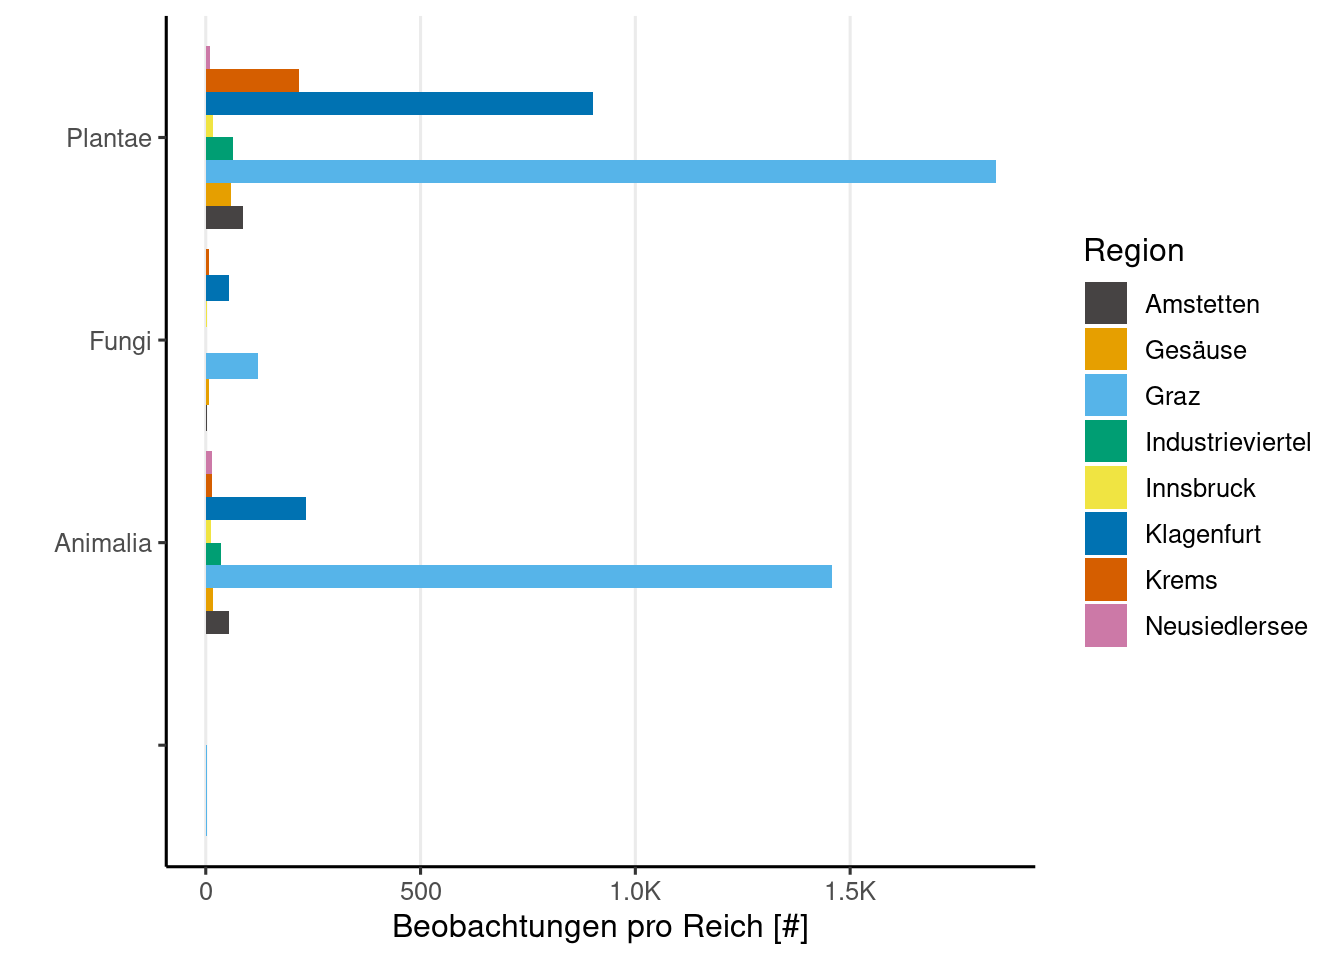 Plantae
Fungi
Animalia
0 500 1.0K 1.5K
Beobachtungen pro Reich [#]
Region
Amstetten
Gesäuse
Graz
Industrieviertel
Innsbruck
Klagenfurt
Krems
Neusiedlersee